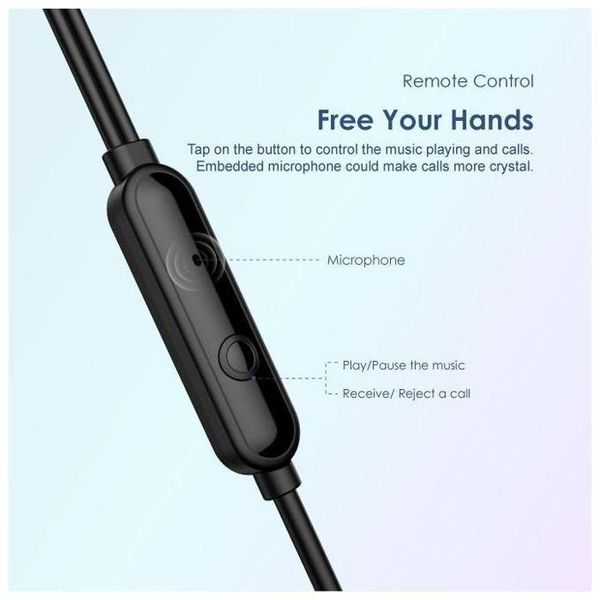 Remote Control
Free Your Hands
Tap on the button to control the music playing and calls.
Embedded microphone could make calls more crystal.
Microphone
Play/Pause the music
Receive/ Reject a call